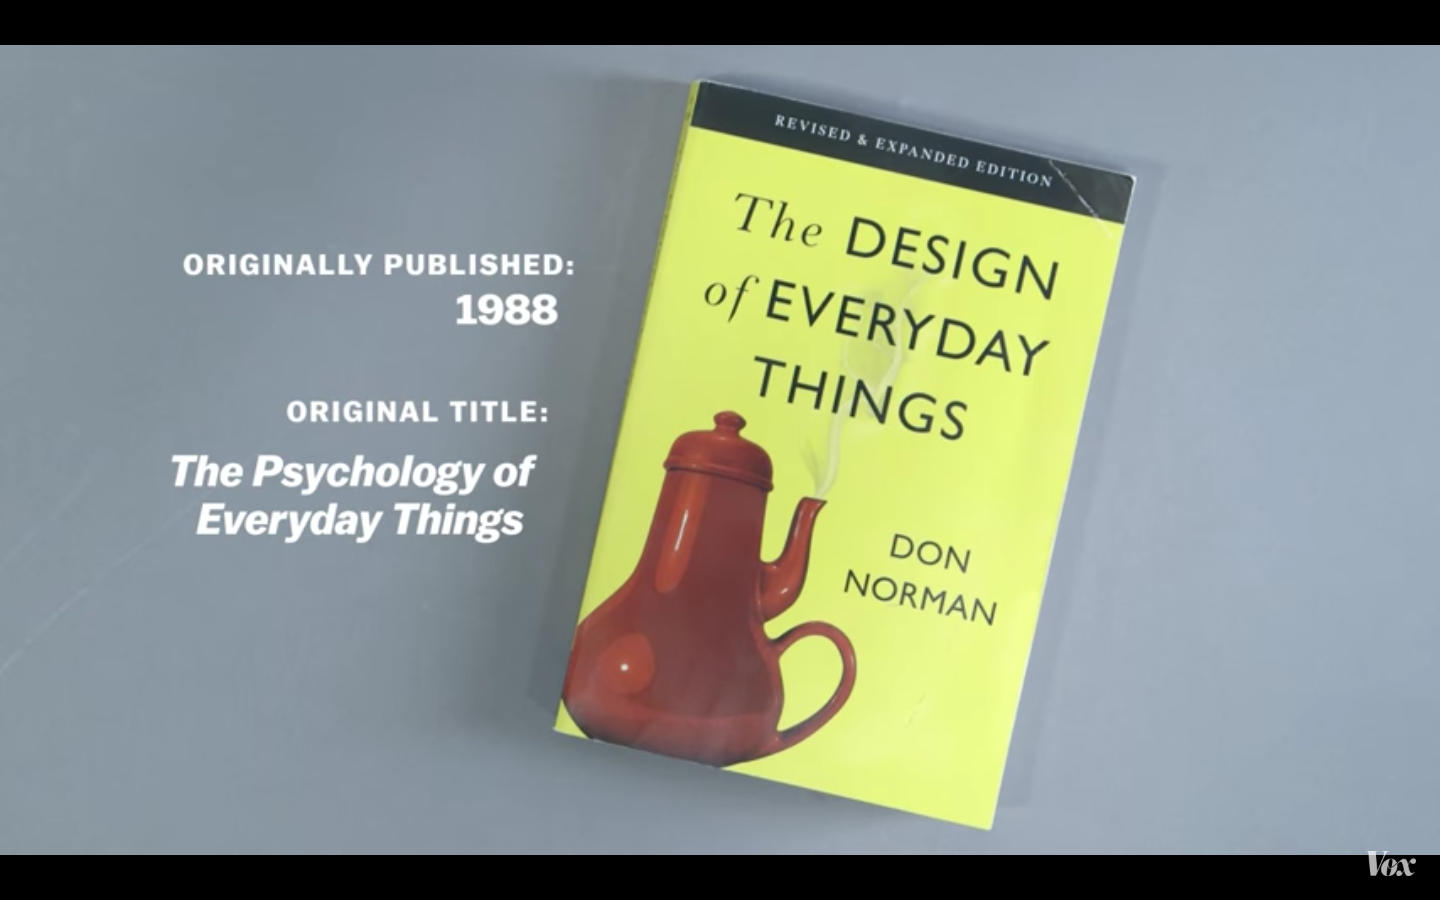 ORIGINALLY PUBLISHED:
1988
ORIGINAL TITLE:
The Psychology of
Everyday Things
REVISED & EXPANDED EDITION
The DESIGN
of EVERYDAY
THINGS
DON
NORMAN
Vox